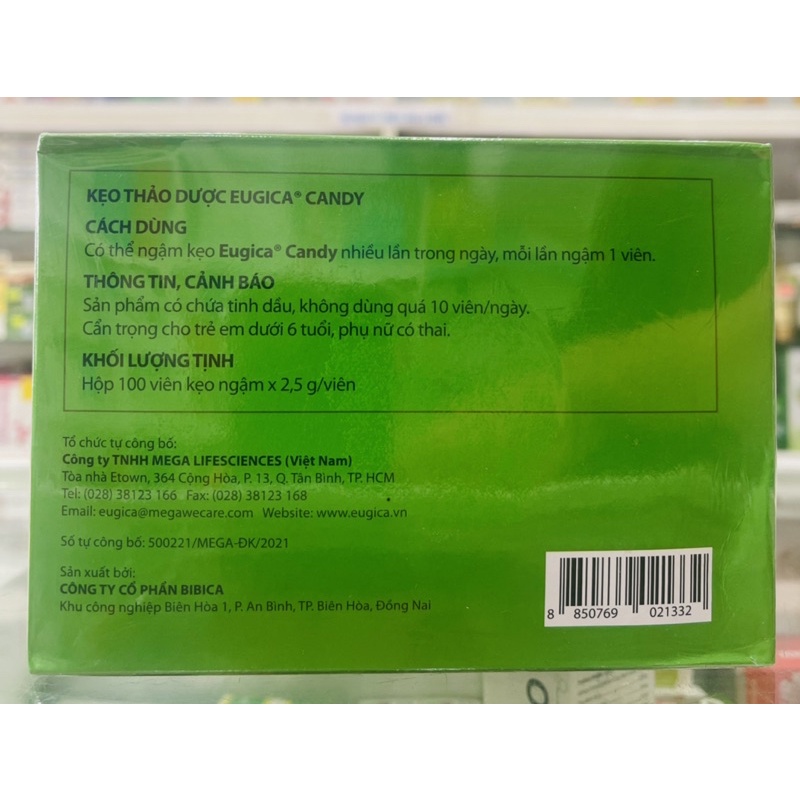 KẸO THẢO DƯỢC EUGICA® CANDY
CÁCH DÙNG
Có thể ngậm kẹo Eugica® Candy nhiều lần trong ngày, mỗi lần ngậm 1 viên.
THÔNG TIN, CẢNH BÁO
Sản phẩm có chứa tinh dầu, không dùng quá 10 viên/ngày.
Cẩn trọng cho trẻ em dưới 6 tuổi, phụ nữ có thai.
KHỐI LƯỢNG TỊNH
Hộp 100 viên kẹo ngậm x 2,5 g/viên
Tổ chức tự công bố:
Công ty TNHH MEGA LIFESCIENCES (Việt Nam)
Tòa nhà Etown, 364 Cộng Hòa, P. 13, Q. Tân Bình, TP. HCM
Tel: (028) 38123 166 Fax: (028) 38123 168
Email: eugica@megawecare.com Website: www.eugica.vn
Số tự công bố: 500221/MEGA-ĐK/2021
Sản xuất bởi:
CÔNG TY CỔ PHẦN BIBICA
Khu công nghiệp Biên Hòa 1, P. An Bình, TP. Biên Hòa, Đồng Nai
8 850769 021332